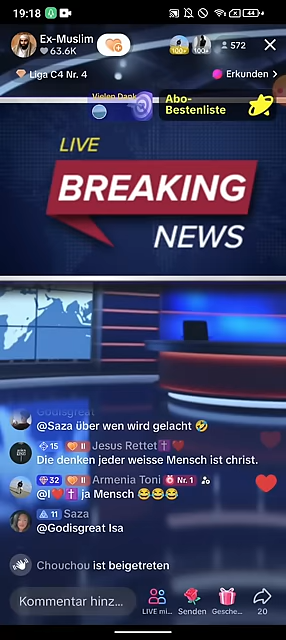 19:18
44
Ex-Muslim
63.6K
100+
100+
572
Liga C4 Nr. 4
Erkunden >
Vielen Dank
Abo-
Bestenliste
LIVE
BREAKING
NEWS
Godisgreat
@Saza über wen wird gelacht 🤣
15 II Jesus Rettet✝️❤️
Die denken jeder weisse Mensch ist christ.
32 II Armenia Toni Nr. 1
@I❤️✝️ ja Mensch 😂😂😂
11 Saza
@Godisgreat Isa
Chouchou ist beigetreten
Kommentar hinz...
LIVE mi...
Senden
Gesche...
20